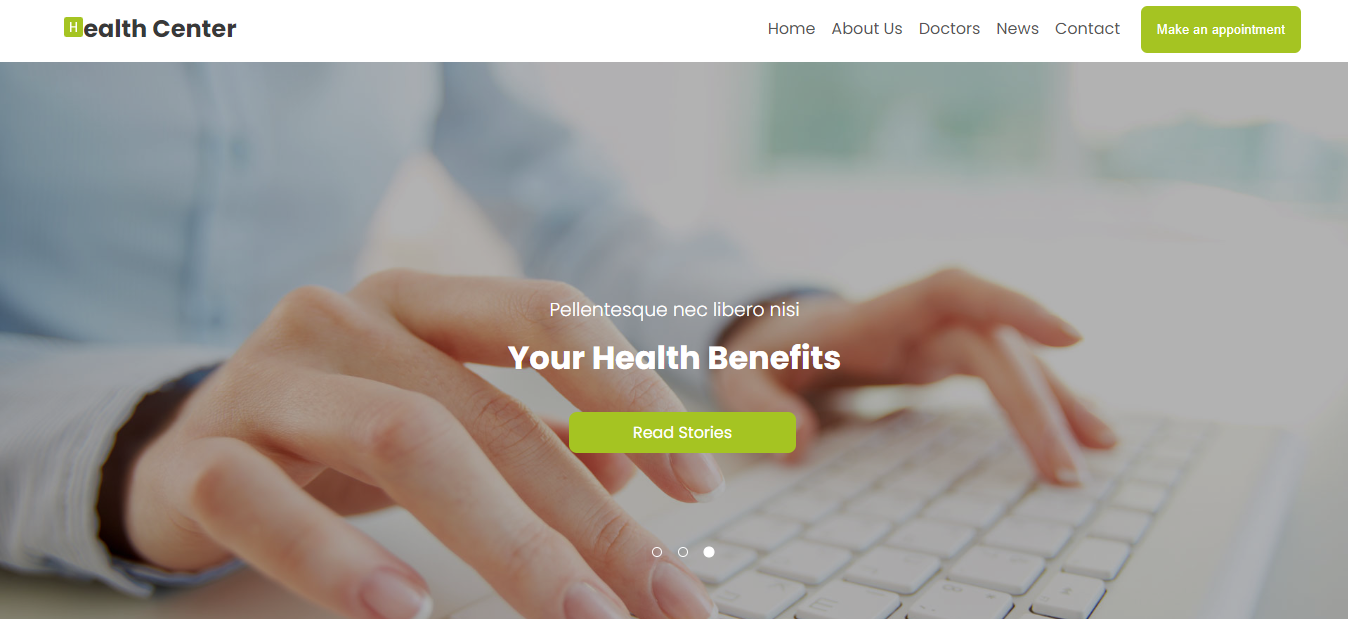 Health Center
Home About Us Doctors News Contact Make an appointment
Pellentesque nec libero nisi
Your Health Benefits
Read Stories
E